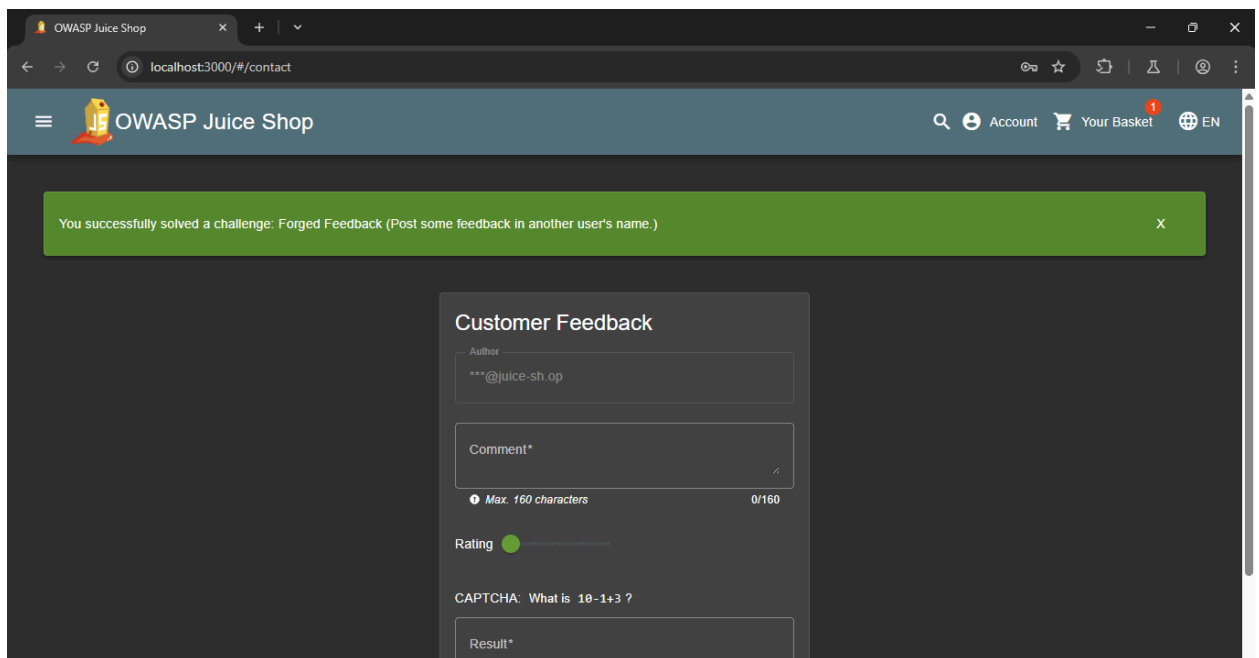 OWASP Juice Shop
localhost:3000/#/contact
OWASP Juice Shop
Account
Your Basket
1
EN
You successfully solved a challenge: Forged Feedback (Post some feedback in another user's name.)
X
Customer Feedback
Author
***@juice-sh.op
Comment*
Max. 160 characters
0/160
Rating
CAPTCHA: What is 10-1+3 ?
Result*